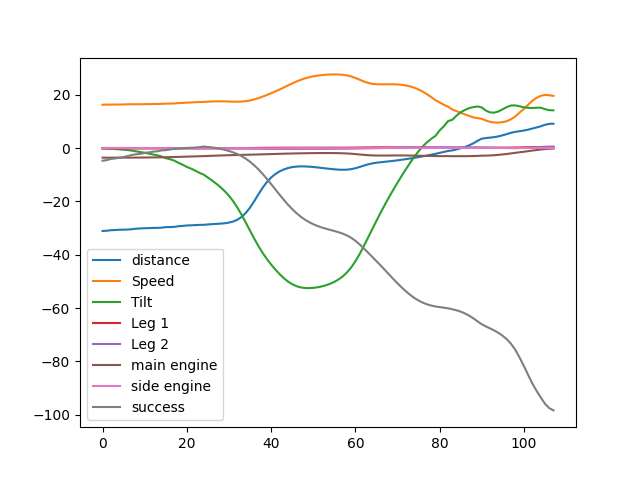 20
0
−20
−40
−60
−80
−100
distance
Speed
Tilt
Leg 1
Leg 2
main engine
side engine
success
0 20 40 60 80 100